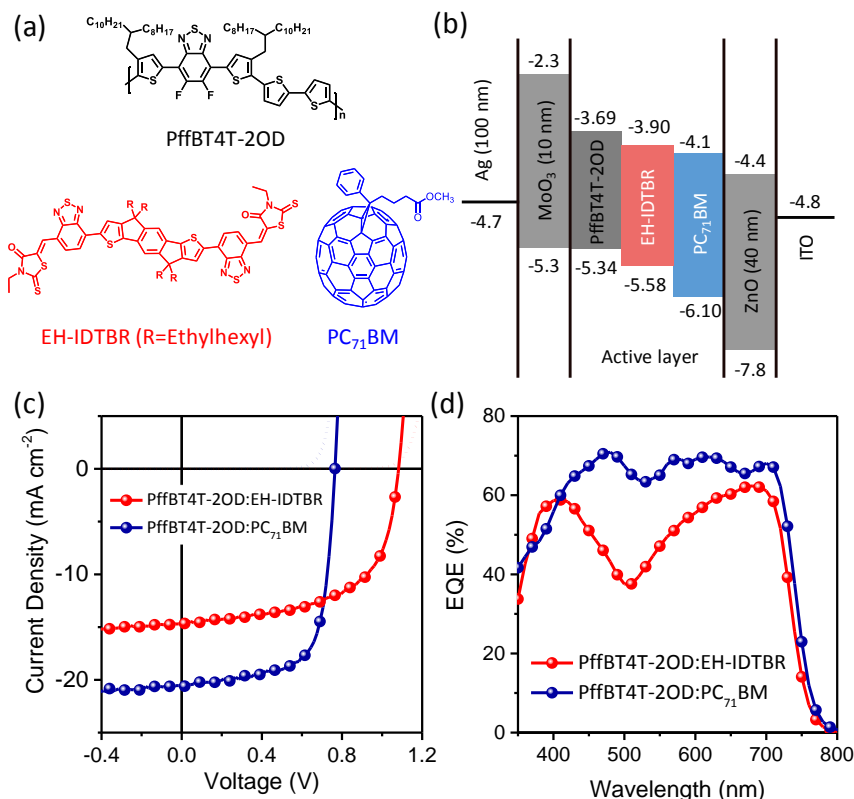 (a)
C₁₀H₂₁
C₈H₁₇
C₈H₁₇
C₁₀H₂₁
N S N
S
S
S
S
F F
n
PffBT4T-2OD
N S N
S
R R
N
O
S
S
O
N
S
S
S
R R
N S N
EH-IDTBR (R=Ethylhexyl)
O
OCH₃
PC₇₁BM
(b)
Ag (100 nm)
-4.7
-2.3
MoO₃ (10 nm)
-5.3
-3.69
PffBT4T-2OD
-5.34
-3.90
EH-IDTBR
-5.58
-4.1
PC₇₁BM
-6.10
-4.4
ZnO (40 nm)
-7.8
-4.8
ITO
Active layer
(c)
Current Density (mA cm⁻²)
0
-10
-20
PffBT4T-2OD:EH-IDTBR
PffBT4T-2OD:PC₇₁BM
-0.4 0.0 0.4 0.8 1.2
Voltage (V)
(d)
EQE (%)
80
60
40
20
0
PffBT4T-2OD:EH-IDTBR
PffBT4T-2OD:PC₇₁BM
400 500 600 700 800
Wavelength (nm)